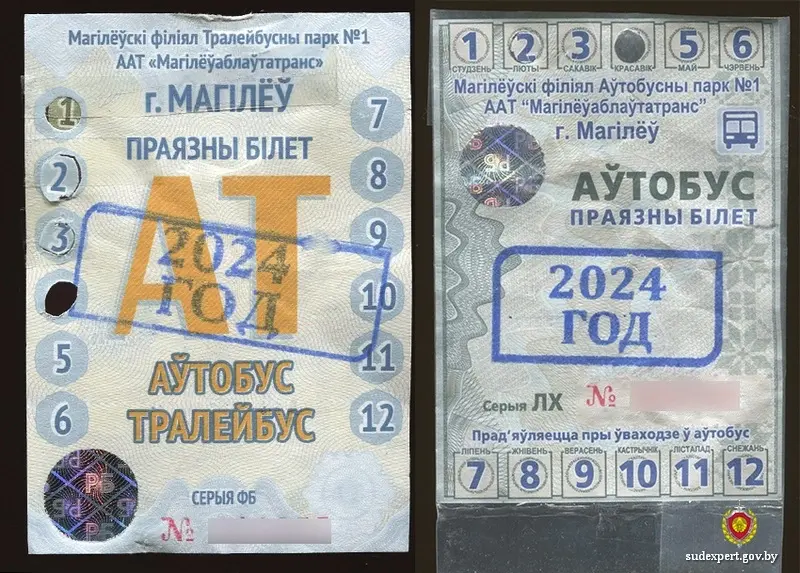 Магілёўскі філіял Тралейбусны парк №1
ААТ «Магілёўаблаўтатранс»
г. МАГІЛЁЎ
ПРАЯЗНЫ БІЛЕТ
1
2
3
5
6
7
8
9
10
11
12
АТ
2024
ГОД
АЎТОБУС
ТРАЛЕЙБУС
РБ
СЕРЫЯ ФБ
№
1 2 3 5 6
СТУДЗЕНЬ ЛЮТЫ САКАВІК КРАСАВІК МАЙ ЧЭРВЕНЬ
Магілёўскі філіял Аўтобусны парк №1
ААТ "Магілёўаблаўтатранс"
г. Магілёў
РБ
АЎТОБУС
ПРАЯЗНЫ БІЛЕТ
2024
ГОД
Серыя ЛХ №
Прад'яўляецца пры ўваходзе ў аўтобус
ЛІПЕНЬ ЖНІВЕНЬ ВЕРАСЕНЬ КАСТРЫЧНІК ЛІСТАПАД СНЕЖАНЬ
7 8 9 10 11 12
sudexpert.gov.by